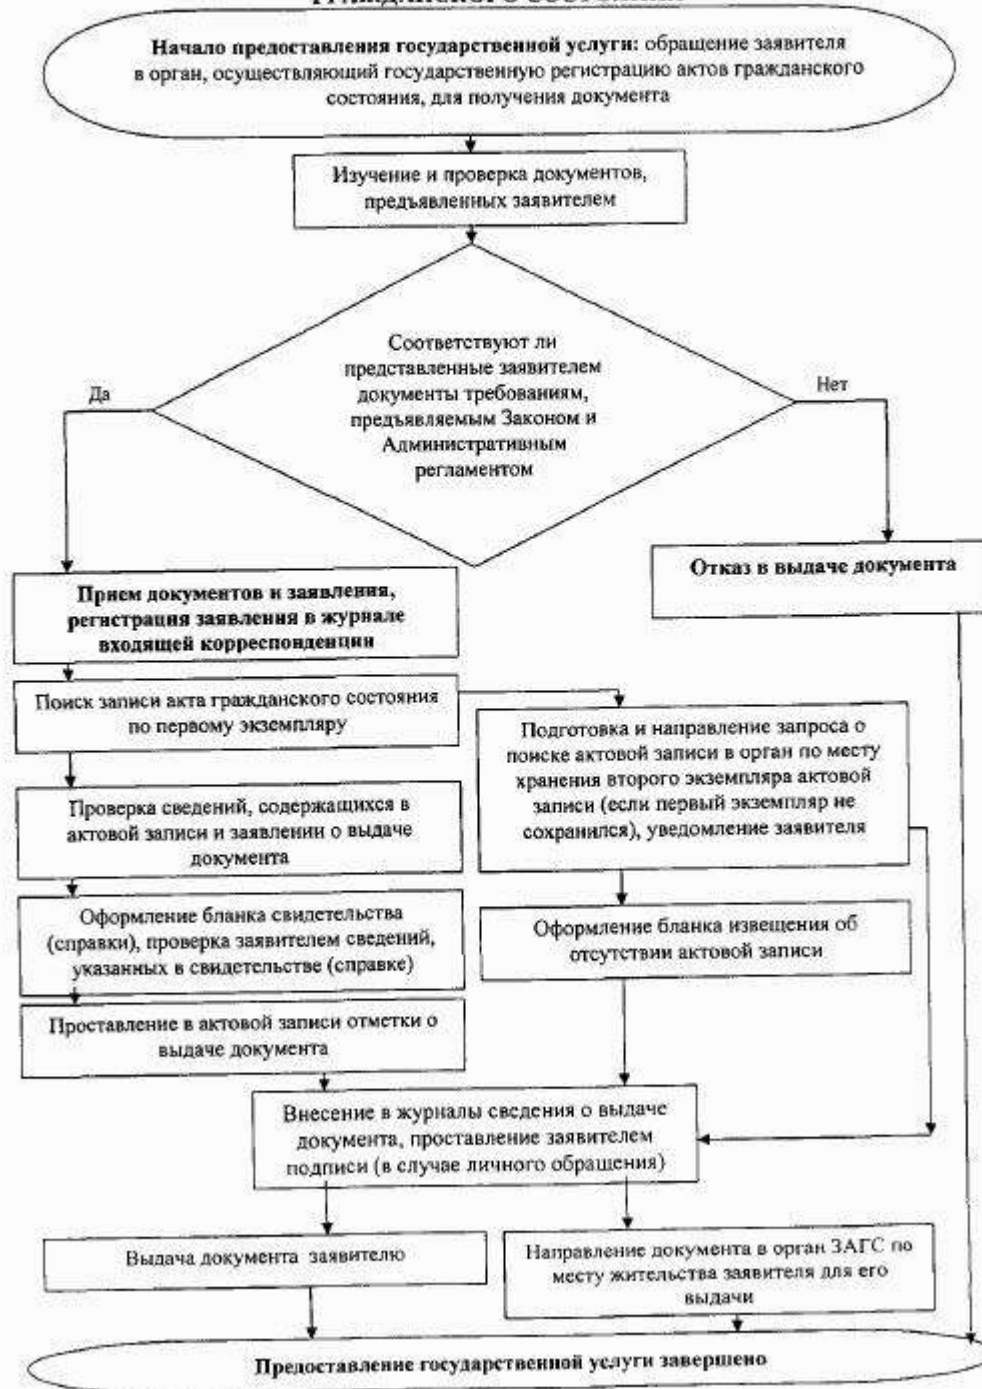 Начало предоставления государственной услуги: обращение заявителя
в орган, осуществляющий государственную регистрацию актов гражданского
состояния, для получения документа
Изучение и проверка документов,
предъявленных заявителем
Соответствуют ли
представленные заявителем
документы требованиям,
предъявляемым Законом и
Административным
регламентом
Да
Нет
Отказ в выдаче документа
Прием документов и заявления,
регистрация заявления в журнале
входящей корреспонденции
Поиск записи акта гражданского состояния
по первому экземпляру
Подготовка и направление запроса о
поиске актовой записи в орган по месту
хранения второго экземпляра актовой
записи (если первый экземпляр не
сохранился), уведомление заявителя
Проверка сведений, содержащихся в
актовой записи и заявлении о выдаче
документа
Оформление бланка свидетельства
(справки), проверка заявителем сведений,
указанных в свидетельстве (справке)
Оформление бланка извещения об
отсутствии актовой записи
Проставление в актовой записи отметки о
выдаче документа
Внесение в журналы сведения о выдаче
документа, проставление заявителем
подписи (в случае личного обращения)
Выдача документа заявителю
Направление документа в орган ЗАГС по
месту жительства заявителя для его
выдачи
Предоставление государственной услуги завершено